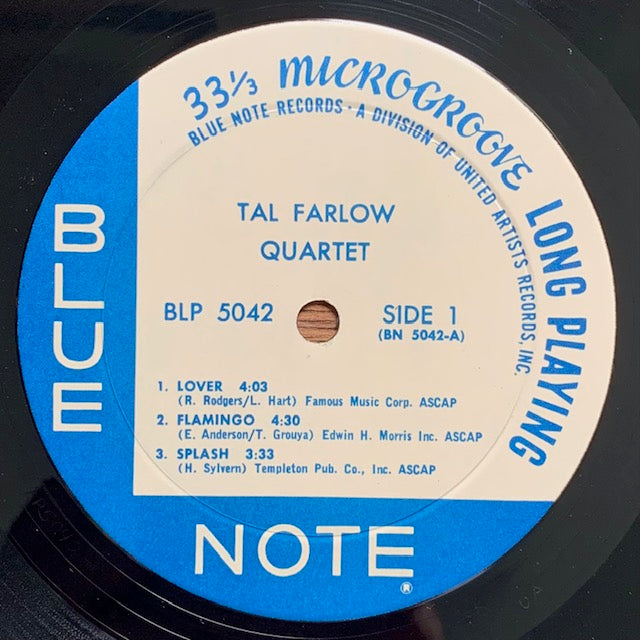 33⅓ MICROGROOVE LONG PLAYING
BLUE NOTE RECORDS · A DIVISION OF UNITED ARTISTS RECORDS, INC.
TAL FARLOW
QUARTET
BLP 5042
SIDE 1
(BN 5042-A)
1. LOVER 4:03
(R. Rodgers/L. Hart) Famous Music Corp. ASCAP
2. FLAMINGO 4:30
(E. Anderson/T. Grouya) Edwin H. Morris Inc. ASCAP
3. SPLASH 3:33
(H. Sylvern) Templeton Pub. Co., Inc. ASCAP
BLUE
NOTE
®